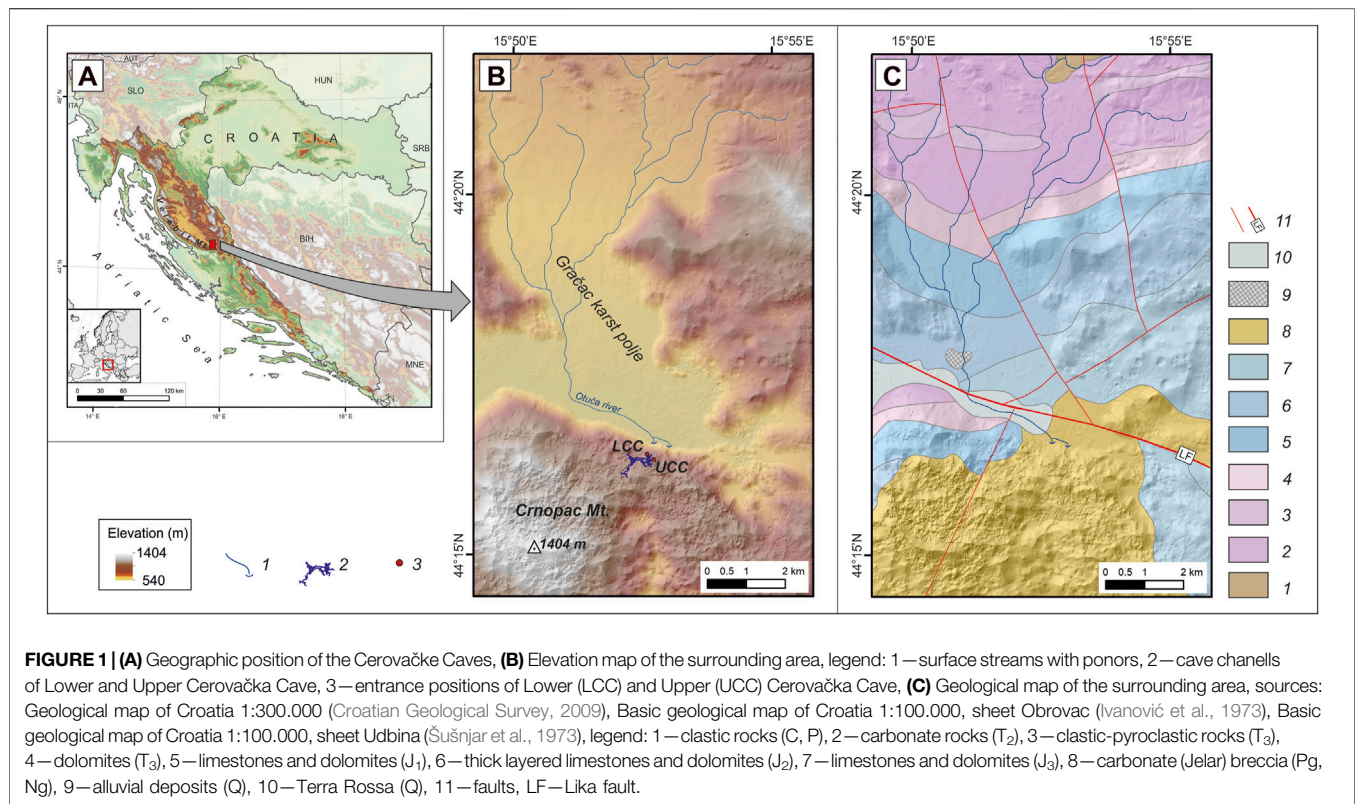 A
AUT
HUN
SLO
ITA
46° N
CROATIA
SRB
Velebit Mt.
BIH
44° N
Adriatic Sea
MNE
0 30 60 120 km
14° E 16° E 18° E
15°50'E 15°55'E
B
44°20'N
Gračac karst polje
Otuča river
LCC
UCC
Crnopac Mt.
1404 m
44°15'N
0 0.5 1 2 km
Elevation (m)
1404
540
1 2 3
15°50'E 15°55'E
C
44°20'N
LF
44°15'N
0 0.5 1 2 km
LF 11
10
9
8
7
6
5
4
3
2
1
FIGURE 1 | (A) Geographic position of the Cerovačke Caves, (B) Elevation map of the surrounding area, legend: 1—surface streams with ponors, 2—cave chanells
of Lower and Upper Cerovačka Cave, 3—entrance positions of Lower (LCC) and Upper (UCC) Cerovačka Cave, (C) Geological map of the surrounding area, sources:
Geological map of Croatia 1:300.000 (Croatian Geological Survey, 2009), Basic geological map of Croatia 1:100.000, sheet Obrovac (Ivanović et al., 1973), Basic
geological map of Croatia 1:100.000, sheet Udbina (Šušnjar et al., 1973), legend: 1—clastic rocks (C, P), 2—carbonate rocks (T₂), 3—clastic-pyroclastic rocks (T₃),
4—dolomites (T₃), 5—limestones and dolomites (J₁), 6—thick layered limestones and dolomites (J₂), 7—limestones and dolomites (J₃), 8—carbonate (Jelar) breccia (Pg,
Ng), 9—alluvial deposits (Q), 10—Terra Rossa (Q), 11—faults, LF—Lika fault.